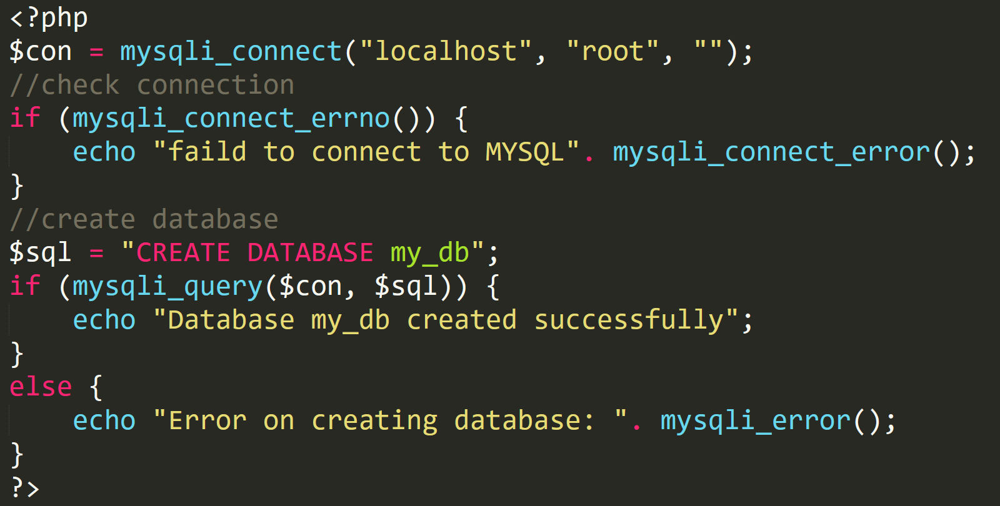 <?php
$con = mysqli_connect("localhost", "root", "");
//check connection
if (mysqli_connect_errno()) {
    echo "faild to connect to MYSQL". mysqli_connect_error();
}
//create database
$sql = "CREATE DATABASE my_db";
if (mysqli_query($con, $sql)) {
    echo "Database my_db created successfully";
}
else {
    echo "Error on creating database: ". mysqli_error();
}
?>